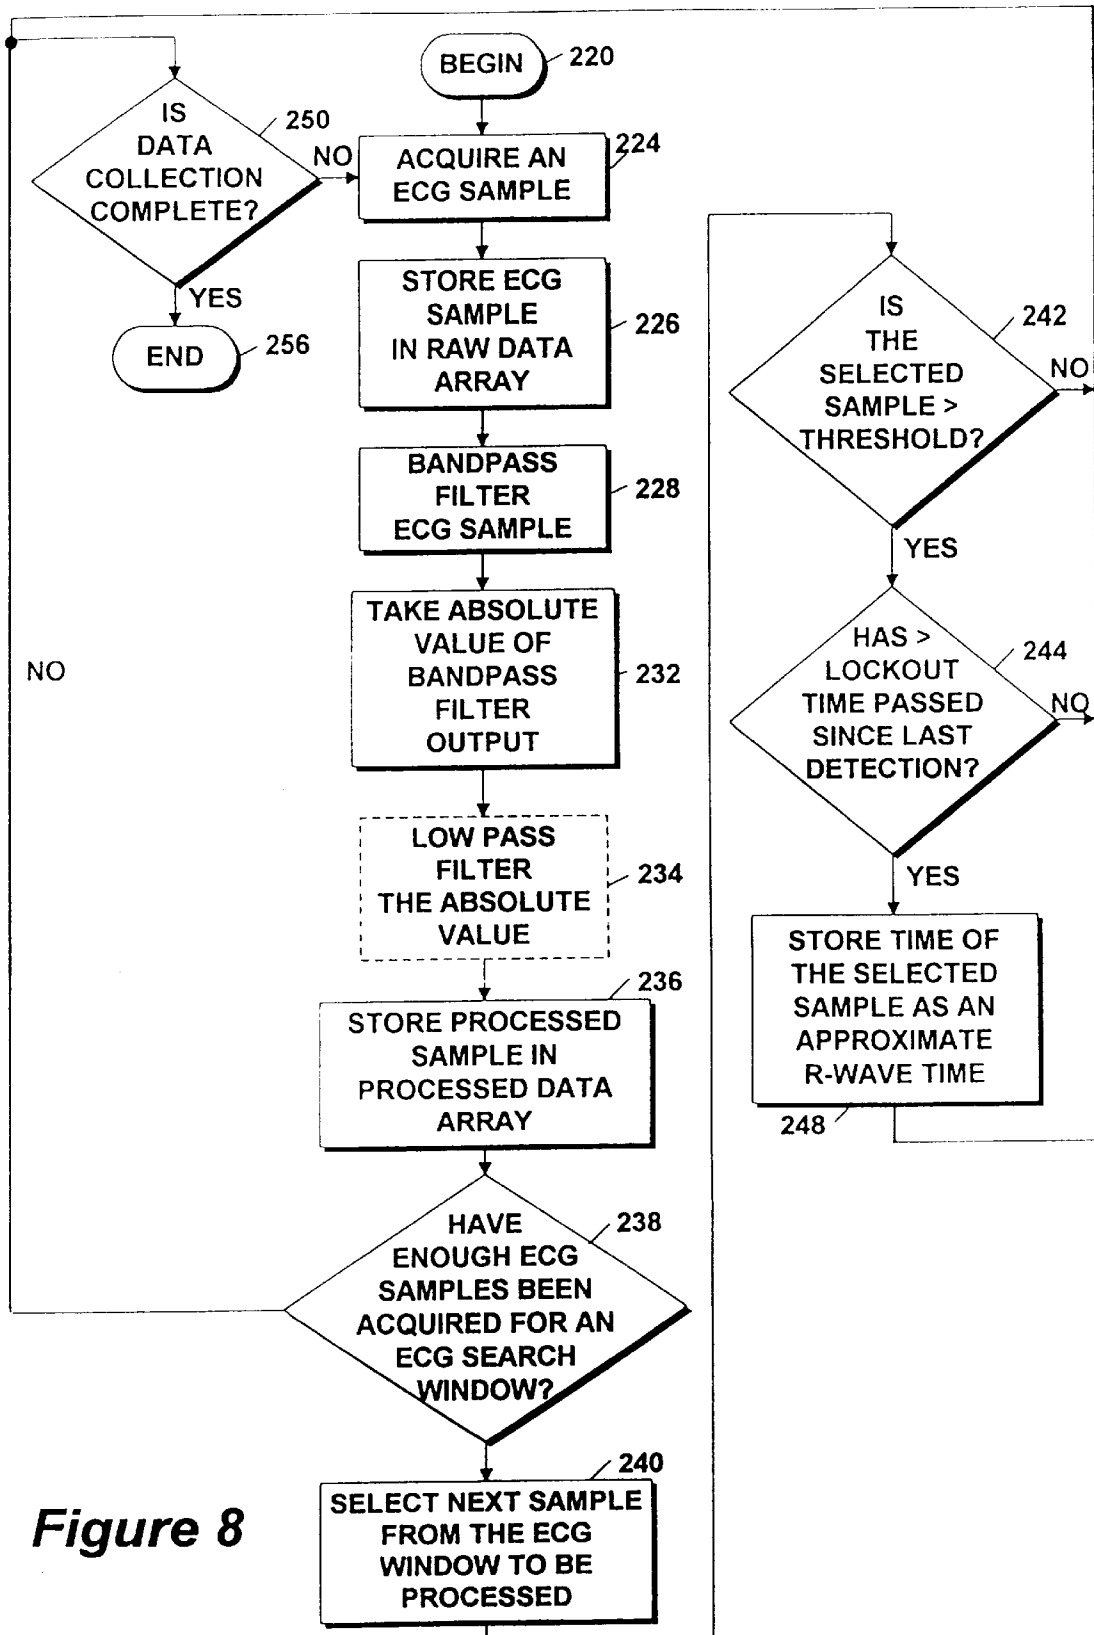 BEGIN
220
IS
DATA
COLLECTION
COMPLETE?
250
NO
YES
END
256
ACQUIRE AN
ECG SAMPLE
224
STORE ECG
SAMPLE
IN RAW DATA
ARRAY
226
BANDPASS
FILTER
ECG SAMPLE
228
TAKE ABSOLUTE
VALUE OF
BANDPASS
FILTER
OUTPUT
232
NO
LOW PASS
FILTER
THE ABSOLUTE
VALUE
234
236
STORE PROCESSED
SAMPLE IN
PROCESSED DATA
ARRAY
HAVE
ENOUGH ECG
SAMPLES BEEN
ACQUIRED FOR AN
ECG SEARCH
WINDOW?
238
240
SELECT NEXT SAMPLE
FROM THE ECG
WINDOW TO BE
PROCESSED
IS
THE
SELECTED
SAMPLE >
THRESHOLD?
242
NO
YES
HAS >
LOCKOUT
TIME PASSED
SINCE LAST
DETECTION?
244
NO
YES
STORE TIME OF
THE SELECTED
SAMPLE AS AN
APPROXIMATE
R-WAVE TIME
248
Figure 8